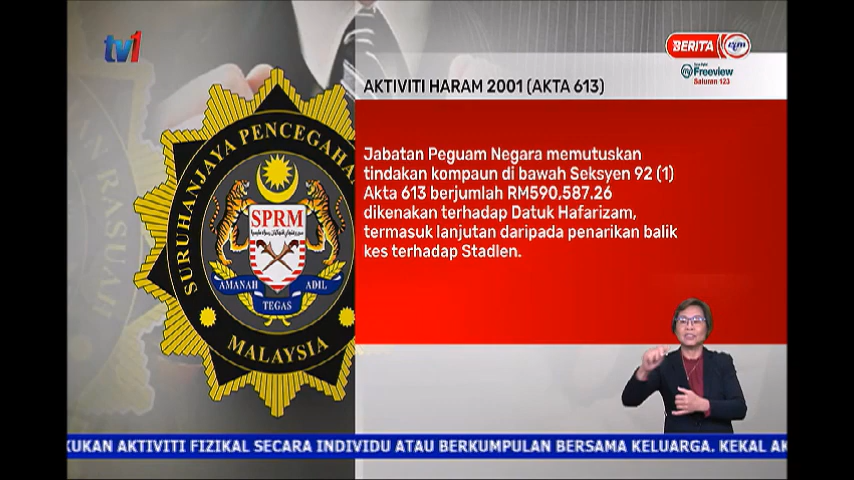 tv1
BERITA rtm
myFreeview
Saluran 123
AKTIVITI HARAM 2001 (AKTA 613)
SURUHANJAYA PENCEGAHA
SPRM
AMANAH TEGAS ADIL
MALAYSIA
Jabatan Peguam Negara memutuskan
tindakan kompaun di bawah Seksyen 92 (1)
Akta 613 berjumlah RM590,587.26
dikenakan terhadap Datuk Hafarizam,
termasuk lanjutan daripada penarikan balik
kes terhadap Stadlen.
KUKAN AKTIVITI FIZIKAL SECARA INDIVIDU ATAU BERKUMPULAN BERSAMA KELUARGA. KEKAL AK